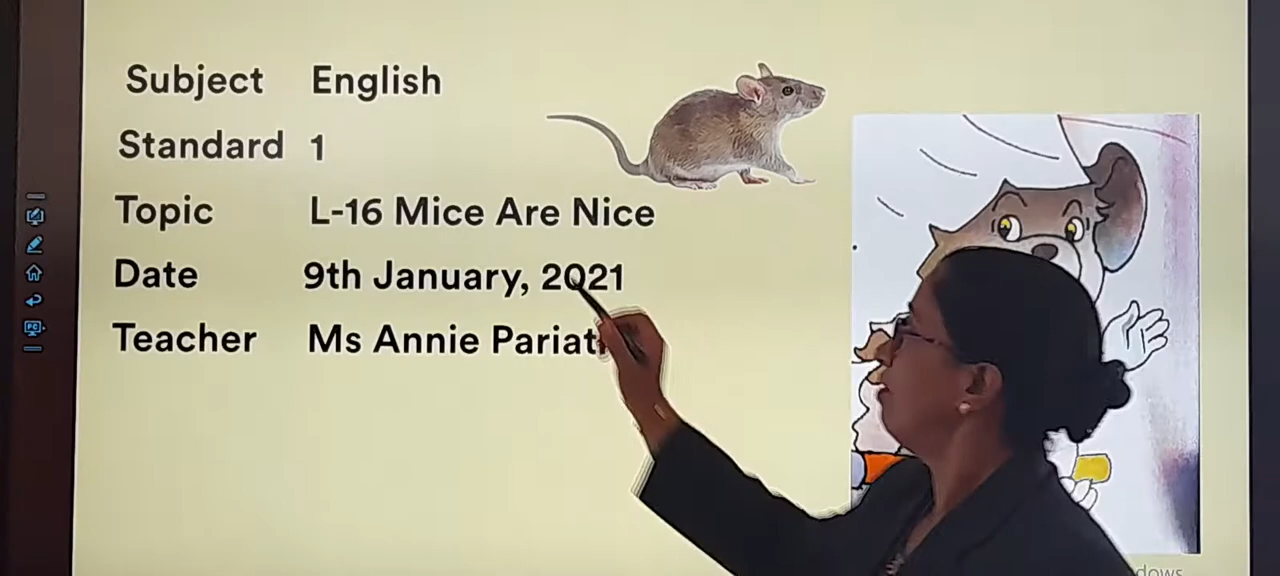 Subject English
Standard 1
Topic L-16 Mice Are Nice
Date 9th January, 2021
Teacher Ms Annie